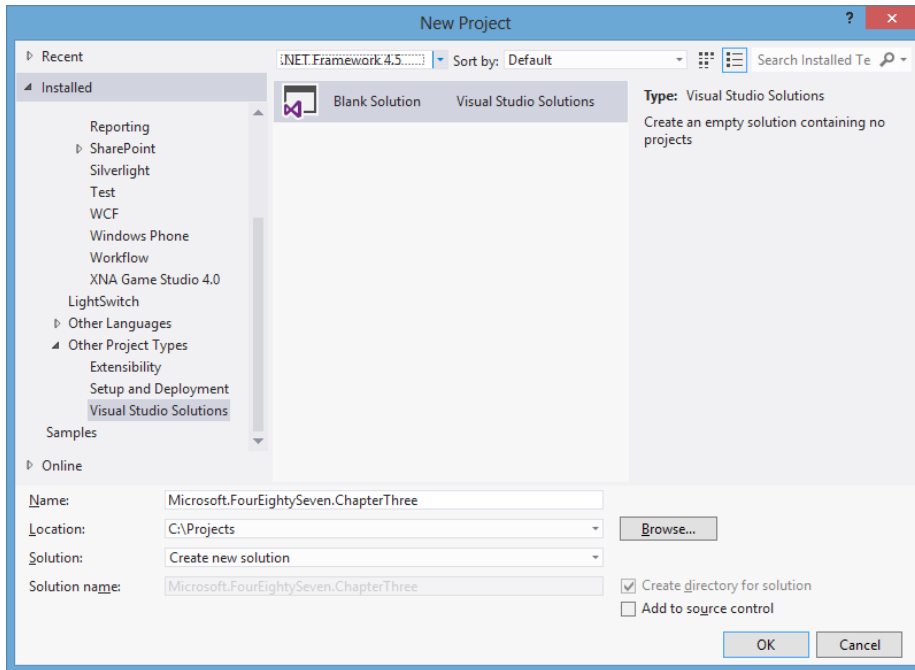 New Project
?
Recent
.NET Framework 4.5
Sort by: Default
Search Installed Te
Installed
Reporting
SharePoint
Silverlight
Test
WCF
Windows Phone
Workflow
XNA Game Studio 4.0
LightSwitch
Other Languages
Other Project Types
Extensibility
Setup and Deployment
Visual Studio Solutions
Samples
Online
Blank Solution
Visual Studio Solutions
Type: Visual Studio Solutions
Create an empty solution containing no
projects
Name:
Microsoft.FourEightySeven.ChapterThree
Location:
C:\Projects
Browse...
Solution:
Create new solution
Solution name:
Microsoft.FourEightySeven.ChapterThree
Create directory for solution
Add to source control
OK
Cancel